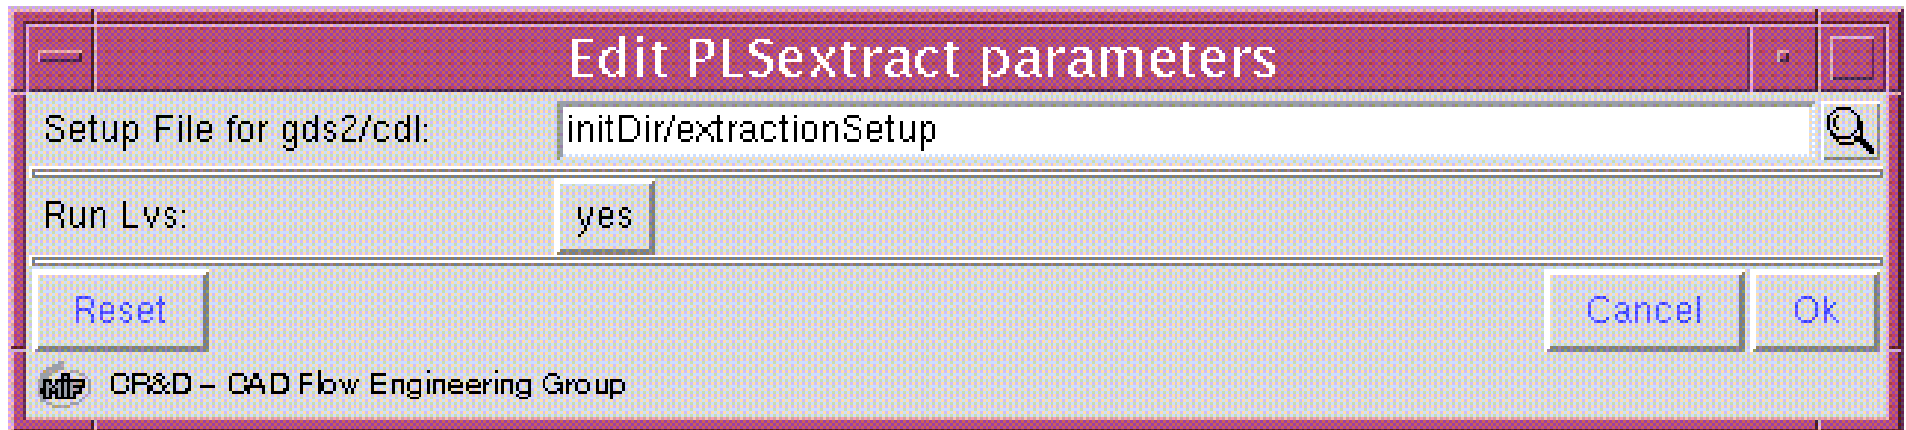 Edit PLSextract parameters
Setup File for gds2/cdl: initDir/extractionSetup
Run Lvs: yes
Reset Cancel Ok
CR&D – CAD Flow Engineering Group